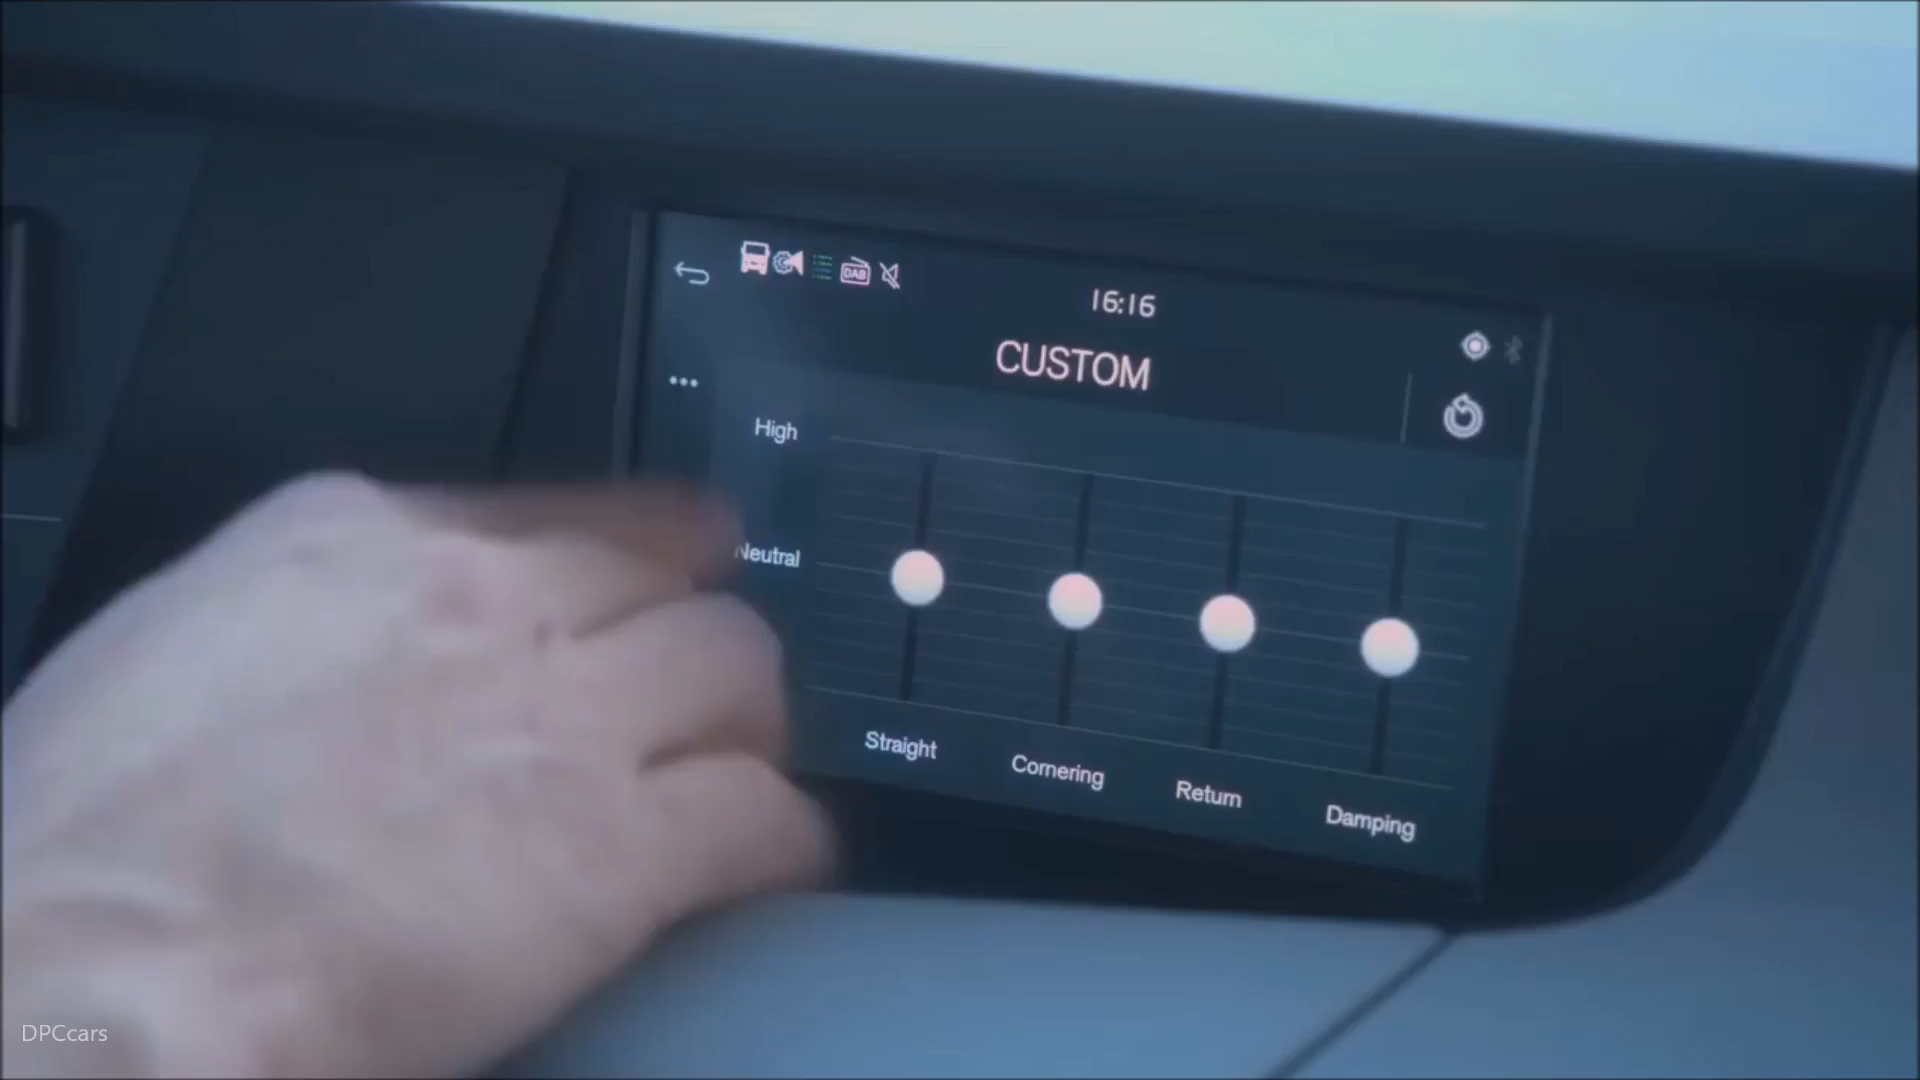 DAB
16:16
CUSTOM
High
Neutral
Straight
Cornering
Return
Damping
DPCcars